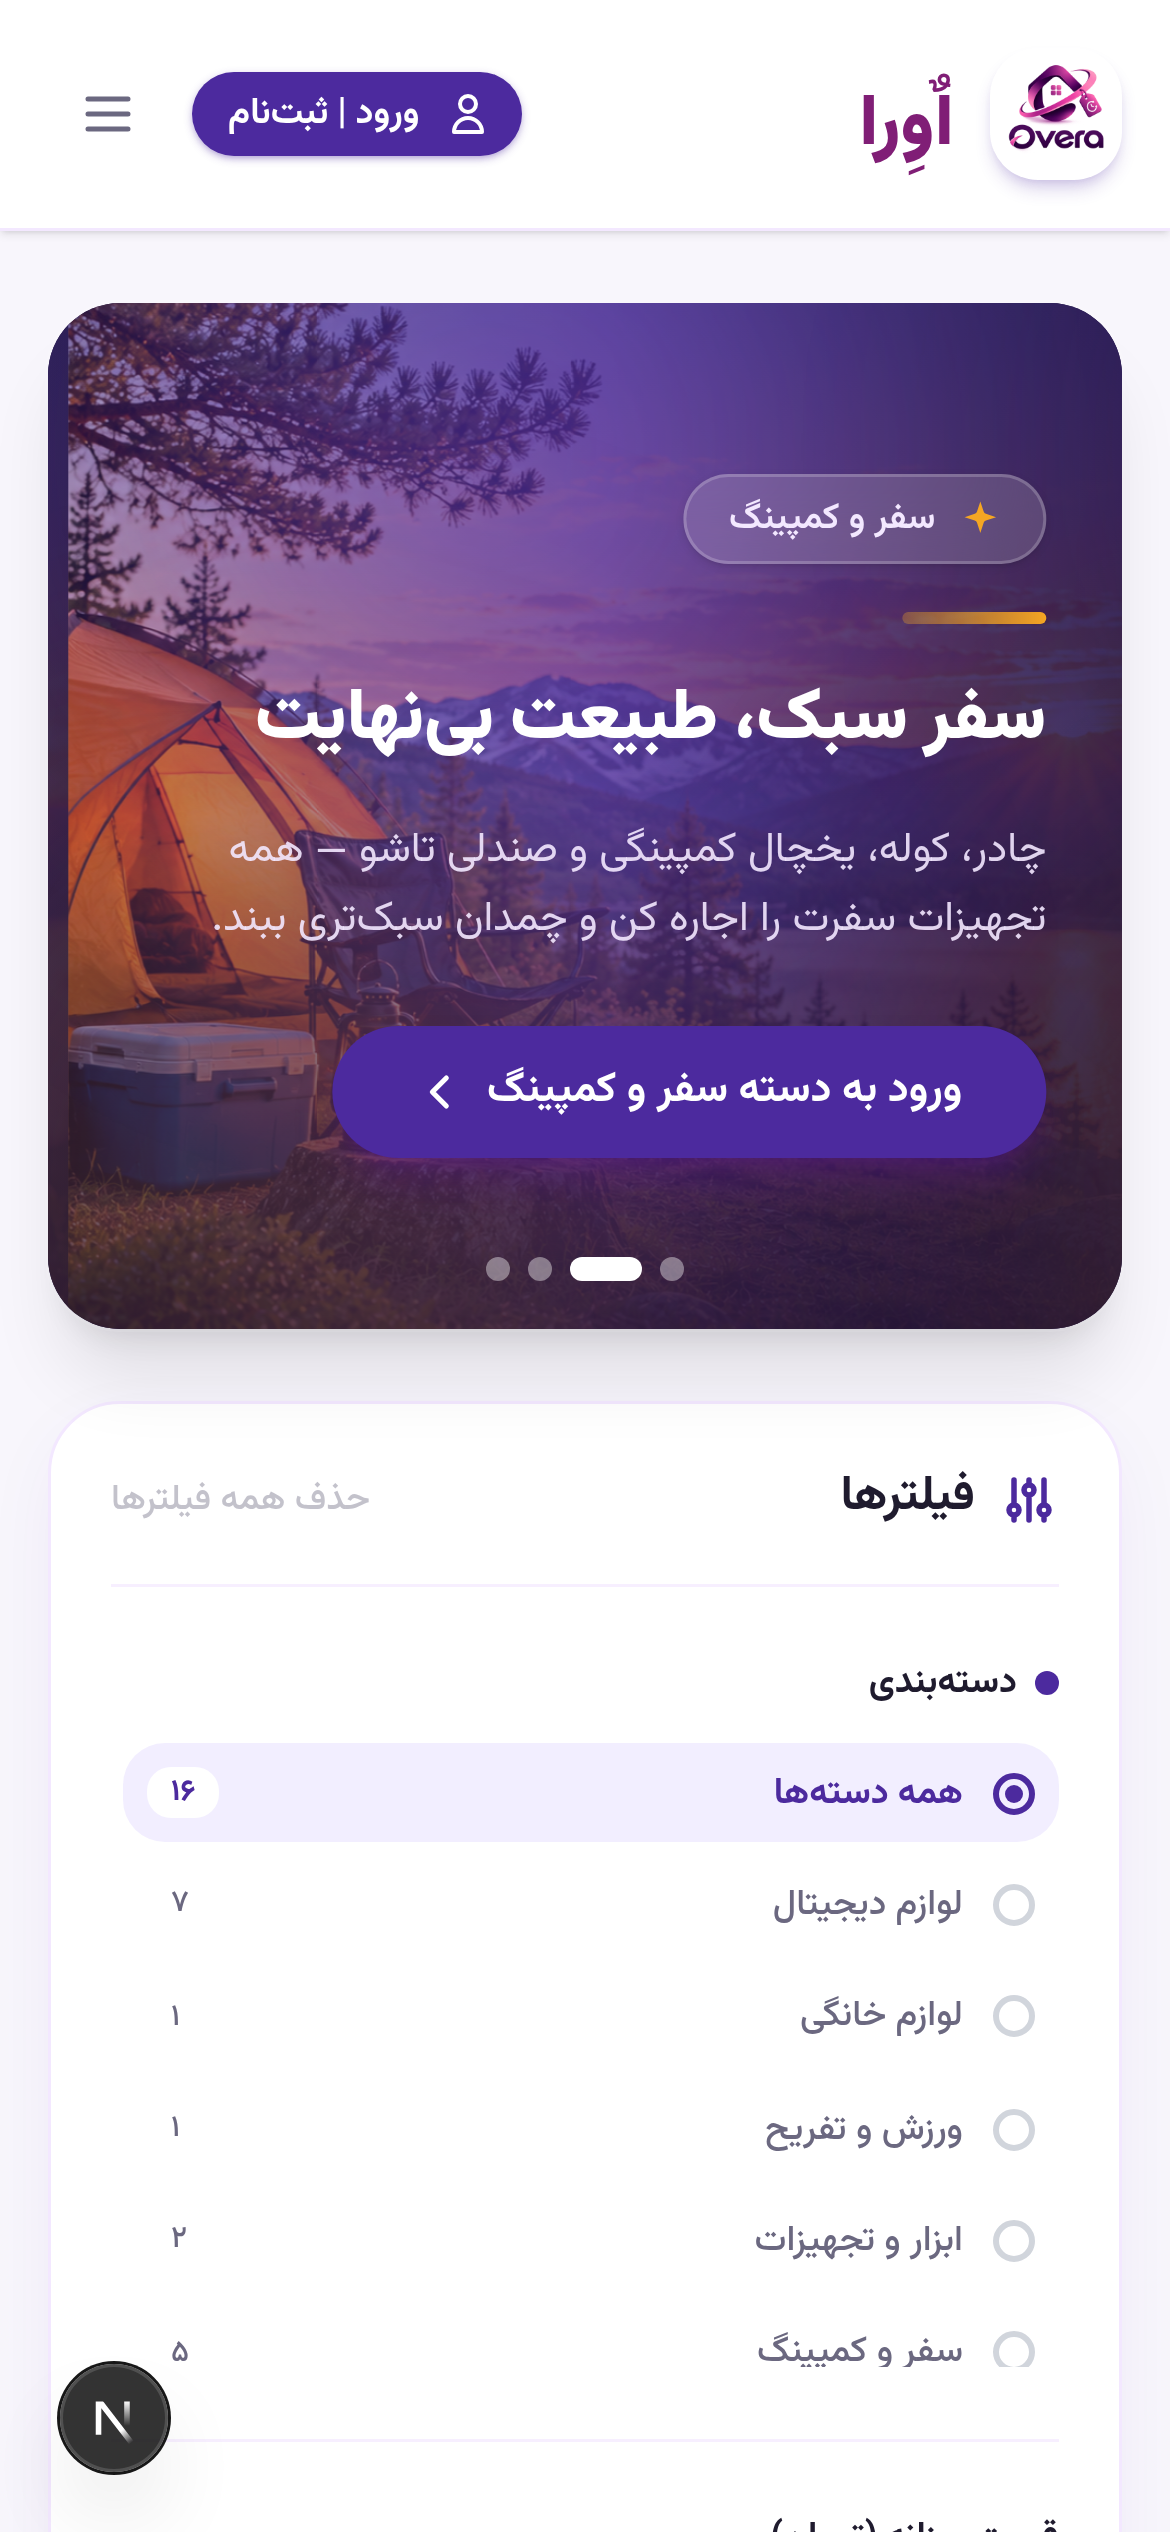 Overa
اُوِرا
ورود | ثبت‌نام
سفر و کمپینگ
سفر سبک، طبیعت بی‌نهایت
چادر، کوله، یخچال کمپینگی و صندلی تاشو — همه
تجهیزات سفرت را اجاره کن و چمدان سبک‌تری ببند.
ورود به دسته سفر و کمپینگ
فیلترها
حذف همه فیلترها
دسته‌بندی
همه دسته‌ها ۱۶
لوازم دیجیتال ۷
لوازم خانگی ۱
ورزش و تفریح ۱
ابزار و تجهیزات ۲
سفر و کمپینگ ۵
N